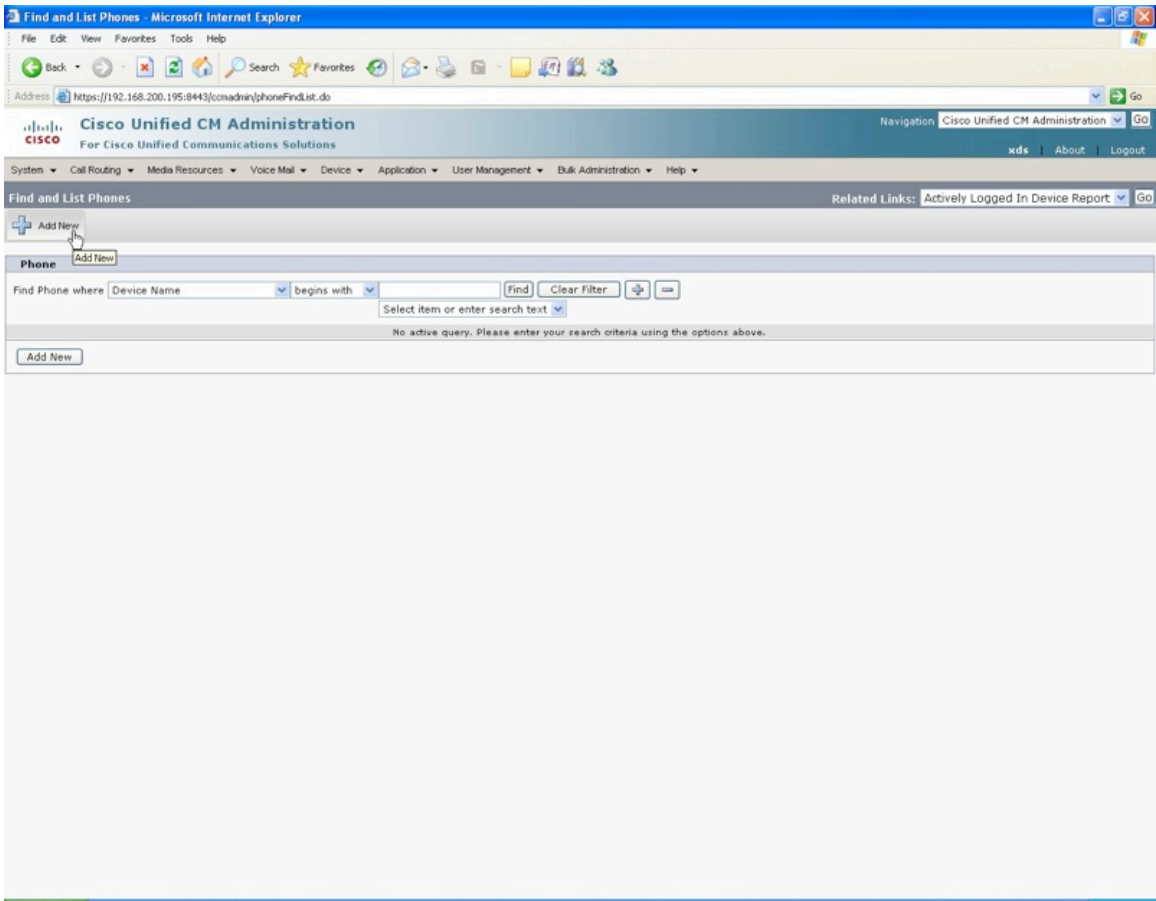 Find and List Phones - Microsoft Internet Explorer
File Edit View Favorites Tools Help
Back Search Favorites
Address https://192.168.200.195:8443/ccmadmin/phoneFindList.do Go
CISCO Cisco Unified CM Administration Navigation Cisco Unified CM Administration GO
For Cisco Unified Communications Solutions xds | About | Logout
System Call Routing Media Resources Voice Mail Device Application User Management Bulk Administration Help
Find and List Phones Related Links: Actively Logged In Device Report Go
Add New
Add New
Phone
Find Phone where Device Name begins with Find Clear Filter
Select item or enter search text
No active query. Please enter your search criteria using the options above.
Add New